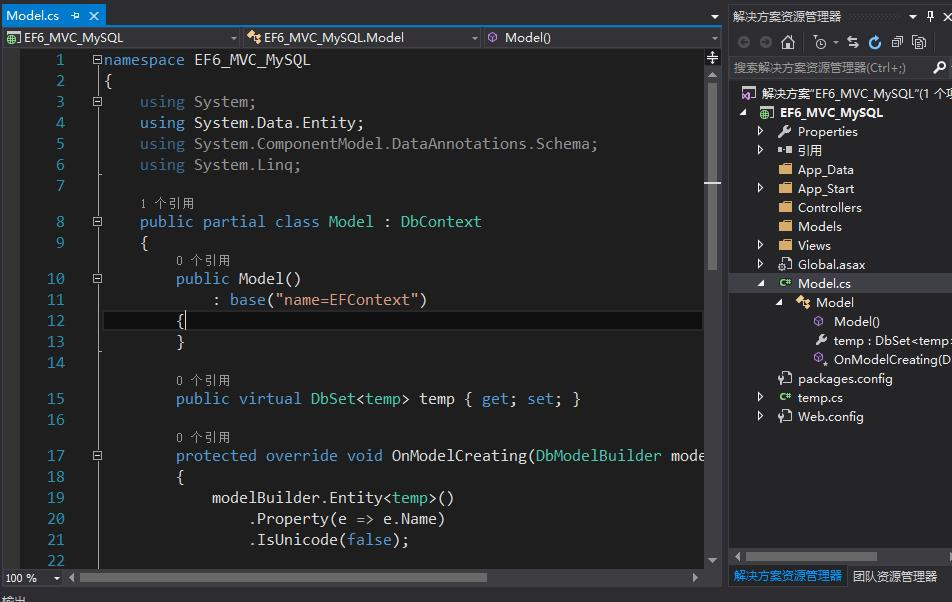 Model.cs
EF6_MVC_MySQL
EF6_MVC_MySQL.Model
Model()
1 namespace EF6_MVC_MySQL
2 {
3 using System;
4 using System.Data.Entity;
5 using System.ComponentModel.DataAnnotations.Schema;
6 using System.Linq;
7
1 个引用
8 public partial class Model : DbContext
9 {
0 个引用
10 public Model()
11 : base("name=EFContext")
12 {
13 }
14
0 个引用
15 public virtual DbSet<temp> temp { get; set; }
16
0 个引用
17 protected override void OnModelCreating(DbModelBuilder mode
18 {
19 modelBuilder.Entity<temp>()
20 .Property(e => e.Name)
21 .IsUnicode(false);
22
100 %
输出
解决方案资源管理器
搜索解决方案资源管理器(Ctrl+;)
解决方案"EF6_MVC_MySQL"(1 个项
EF6_MVC_MySQL
Properties
引用
App_Data
App_Start
Controllers
Models
Views
Global.asax
Model.cs
Model
Model()
temp : DbSet<temp>
OnModelCreating(D
packages.config
temp.cs
Web.config
解决方案资源管理器
团队资源管理器